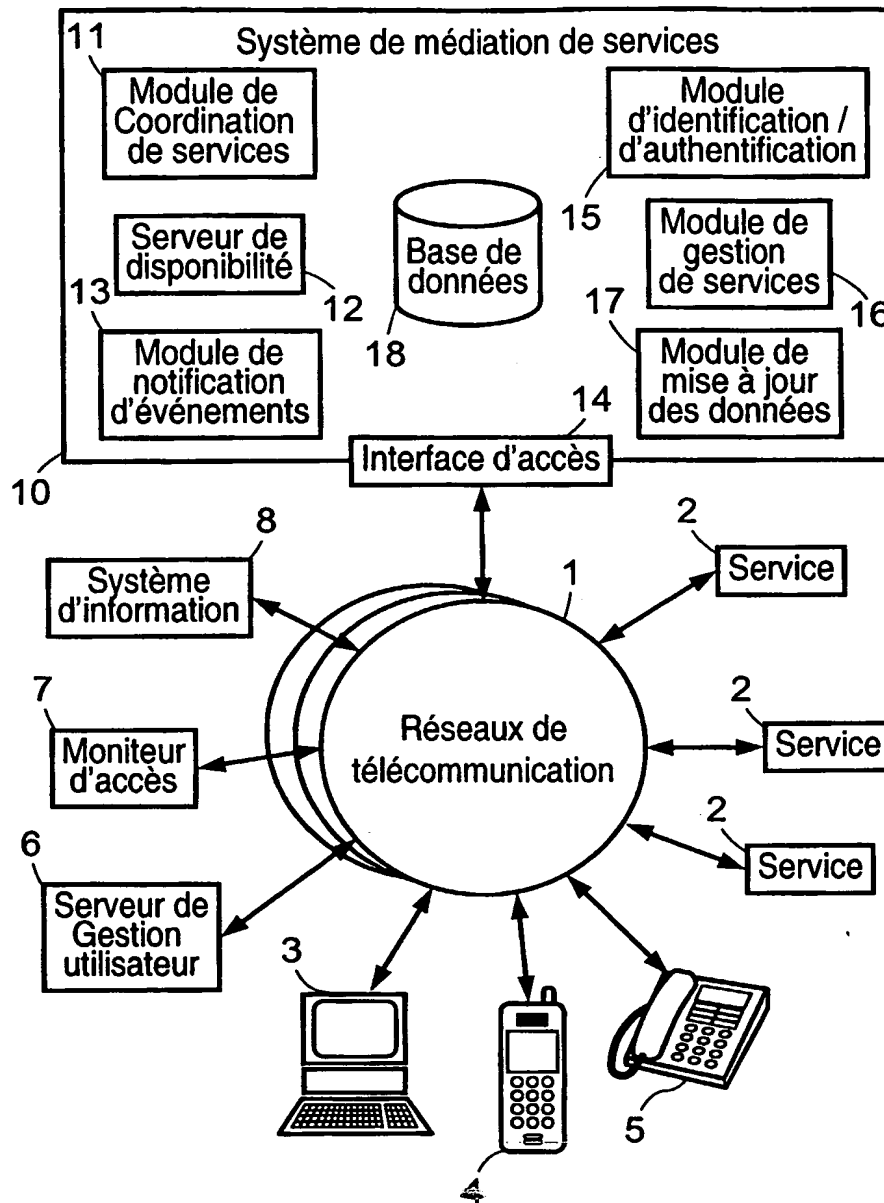 11
Système de médiation de services
Module de
Coordination
de services
Module
d'identification /
d'authentification
15
Serveur de
disponibilité
12
Base de
données
18
Module de
gestion
de services
16
13
Module de
notification
d'événements
17
Module de
mise à jour
des données
10
14
Interface d'accès
8
Système
d'information
2
Service
1
7
Moniteur
d'accès
Réseaux de
télécommunication
2
Service
2
Service
6
Serveur de
Gestion
utilisateur
3
4
5